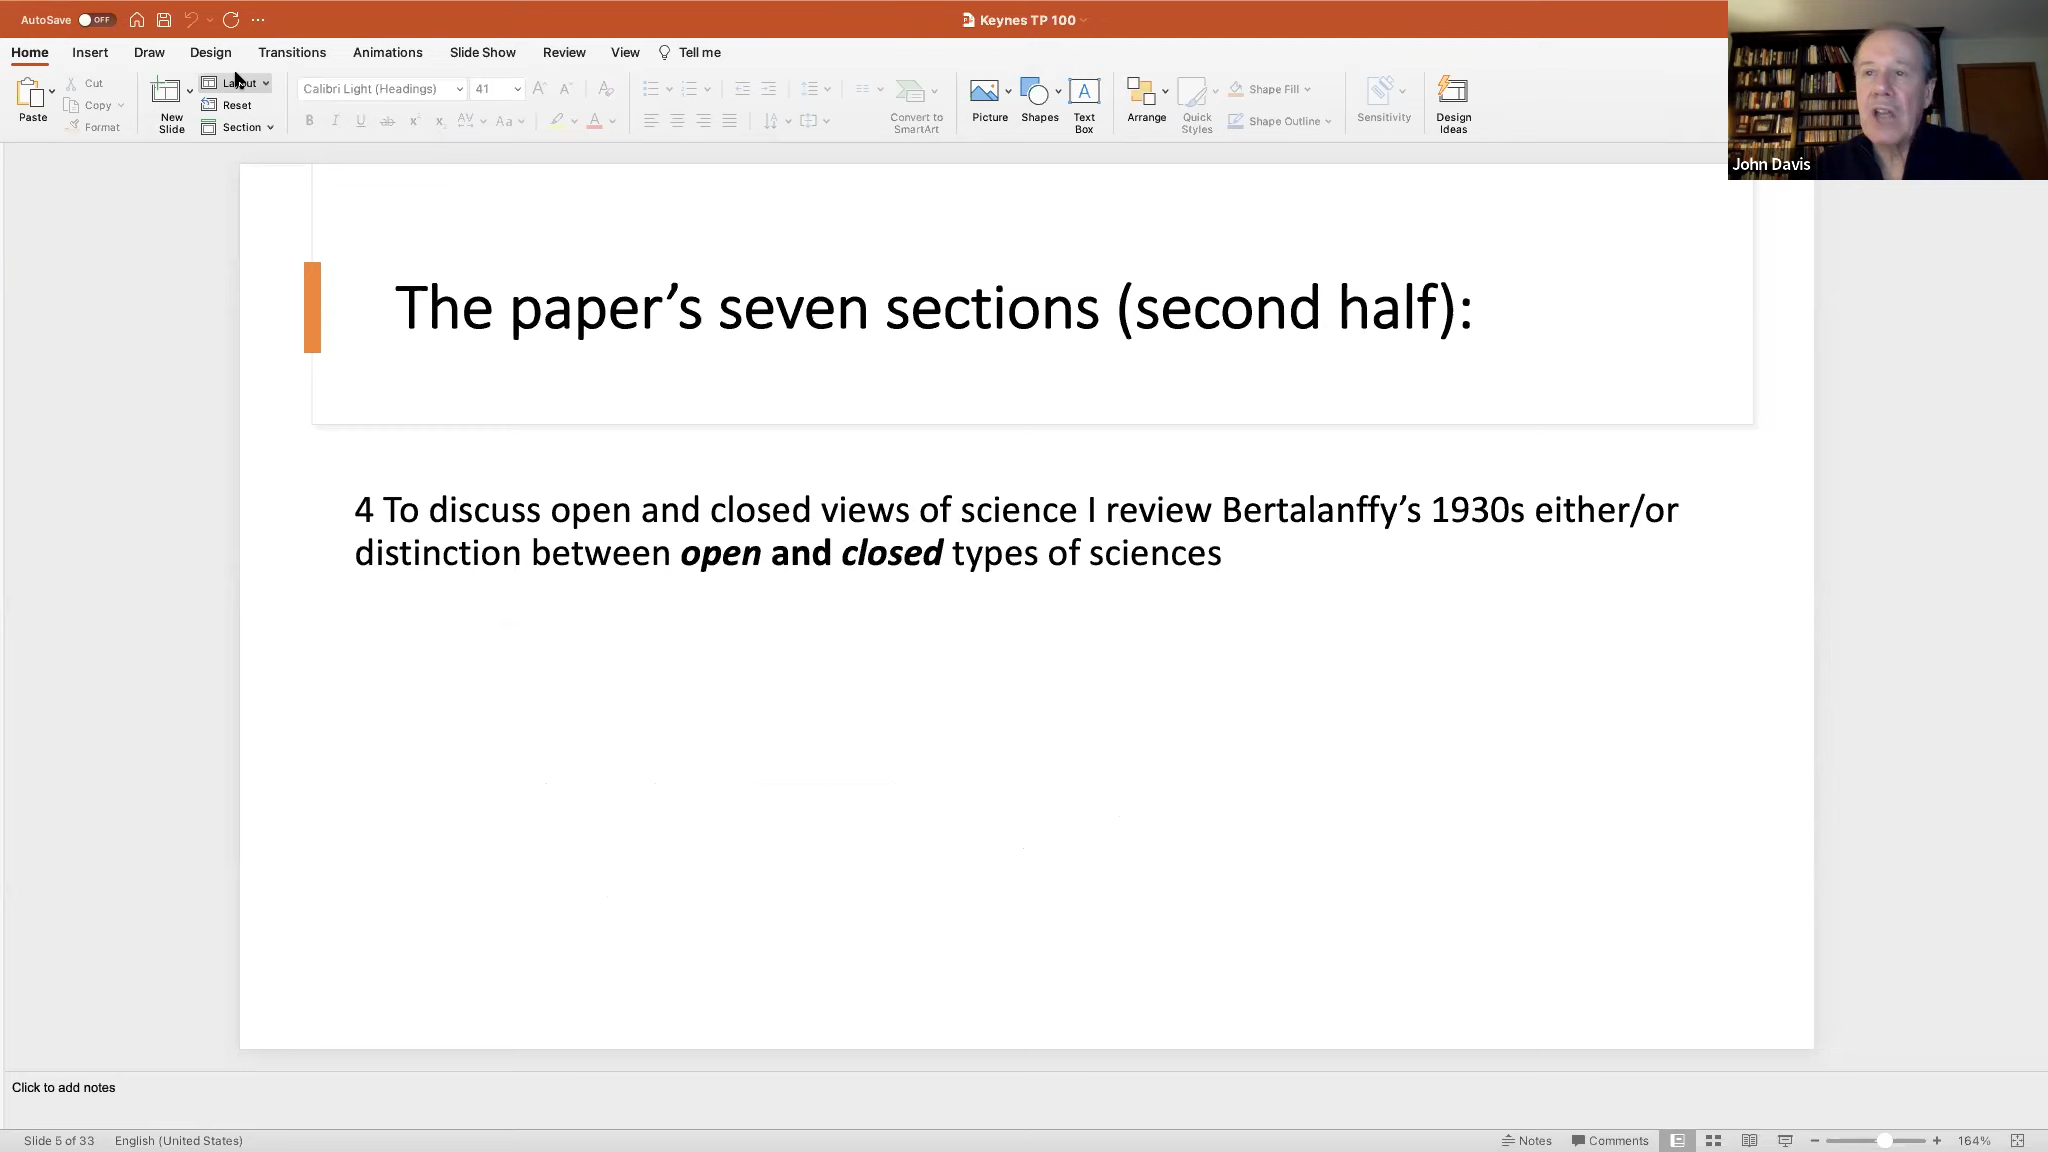 AutoSave OFF
Keynes TP 100
Home Insert Draw Design Transitions Animations Slide Show Review View Tell me
Paste
Cut
Copy
Format
New Slide
Reset
Section
Calibri Light (Headings) 41
B I U ab x x AV Aa A
Convert to SmartArt
Picture
Shapes
Text Box
Arrange
Quick Styles
Shape Fill
Shape Outline
Sensitivity
Design Ideas
John Davis
The paper’s seven sections (second half):
4 To discuss open and closed views of science I review Bertalanffy’s 1930s either/or
distinction between open and closed types of sciences
Click to add notes
Slide 5 of 33 English (United States) Notes Comments 164%